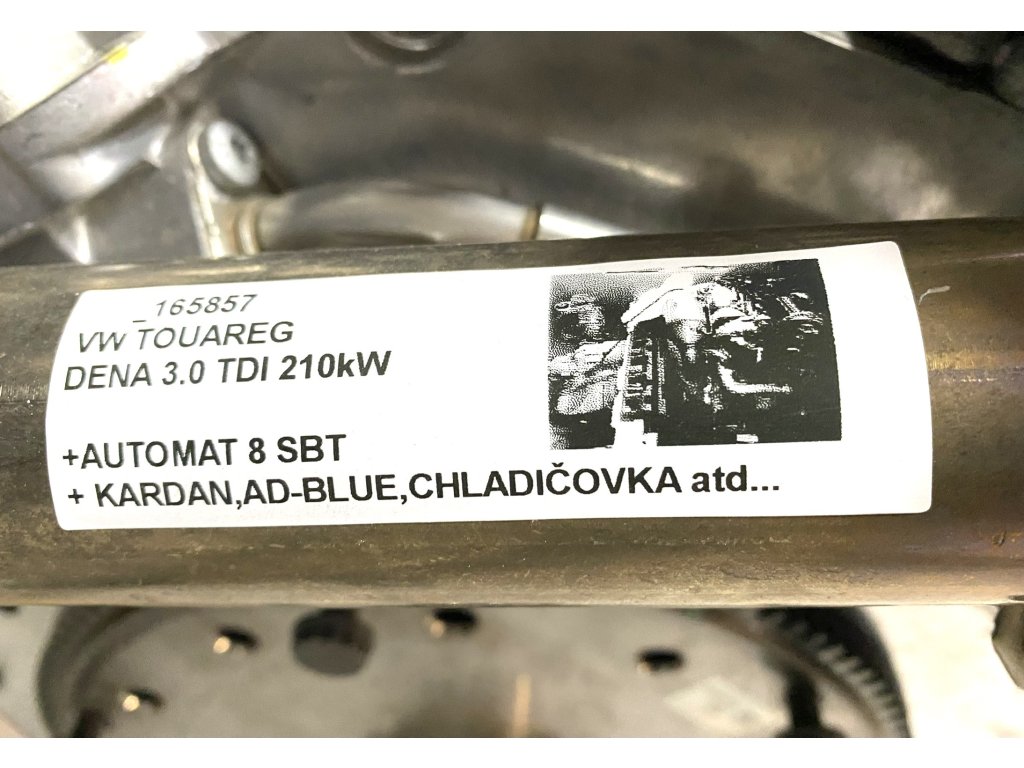 _165857
VW TOUAREG
DENA 3.0 TDI 210kW
+AUTOMAT 8 SBT
+ KARDAN,AD-BLUE,CHLADIČOVKA atd...